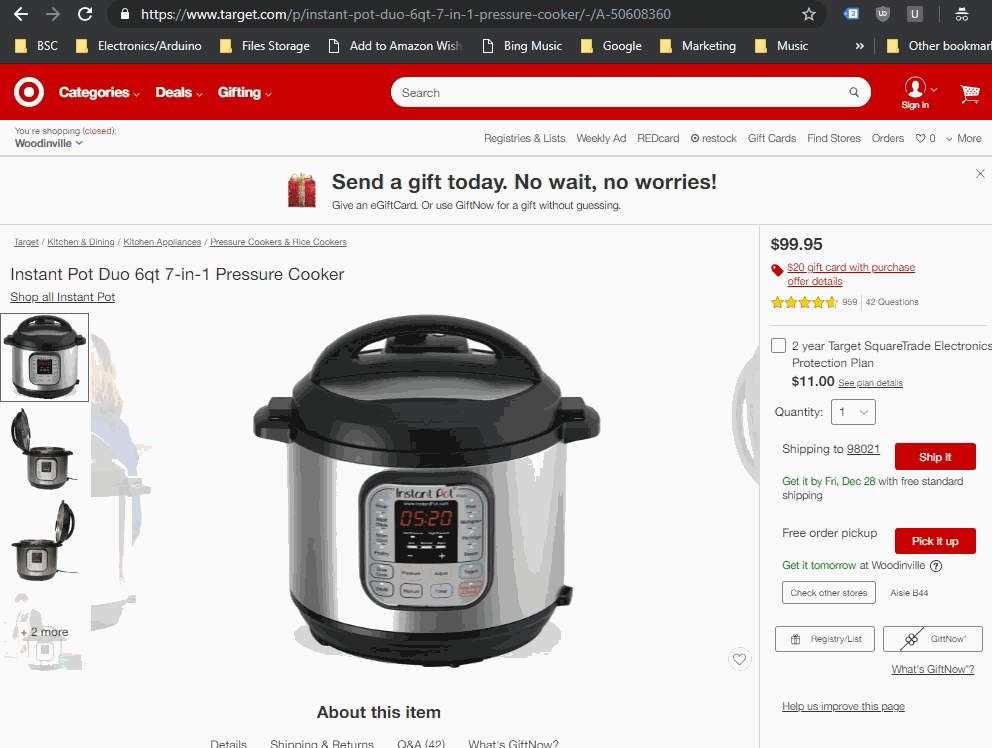 https://www.target.com/p/instant-pot-duo-6qt-7-in-1-pressure-cooker/-/A-50608360
BSC Electronics/Arduino Files Storage Add to Amazon Wish Bing Music Google Marketing Music » Other bookmar
Categories Deals Gifting Search Sign in
You're shopping (closed):
Woodinville
Registries & Lists Weekly Ad REDcard restock Gift Cards Find Stores Orders 0 More
Send a gift today. No wait, no worries!
Give an eGiftCard. Or use GiftNow for a gift without guessing.
Target / Kitchen & Dining / Kitchen Appliances / Pressure Cookers & Rice Cookers
Instant Pot Duo 6qt 7-in-1 Pressure Cooker
Shop all Instant Pot
+ 2 more
Instant Pot
05:20
About this item
Details Shipping & Returns Q&A (42) What's GiftNow?
$99.95
$20 gift card with purchase
offer details
959 42 Questions
2 year Target SquareTrade Electronics
Protection Plan
$11.00 See plan details
Quantity: 1
Shipping to 98021 Ship it
Get it by Fri, Dec 28 with free standard
shipping
Free order pickup Pick it up
Get it tomorrow at Woodinville ?
Check other stores Aisle B44
Registry/List GiftNow®
What's GiftNow®?
Help us improve this page